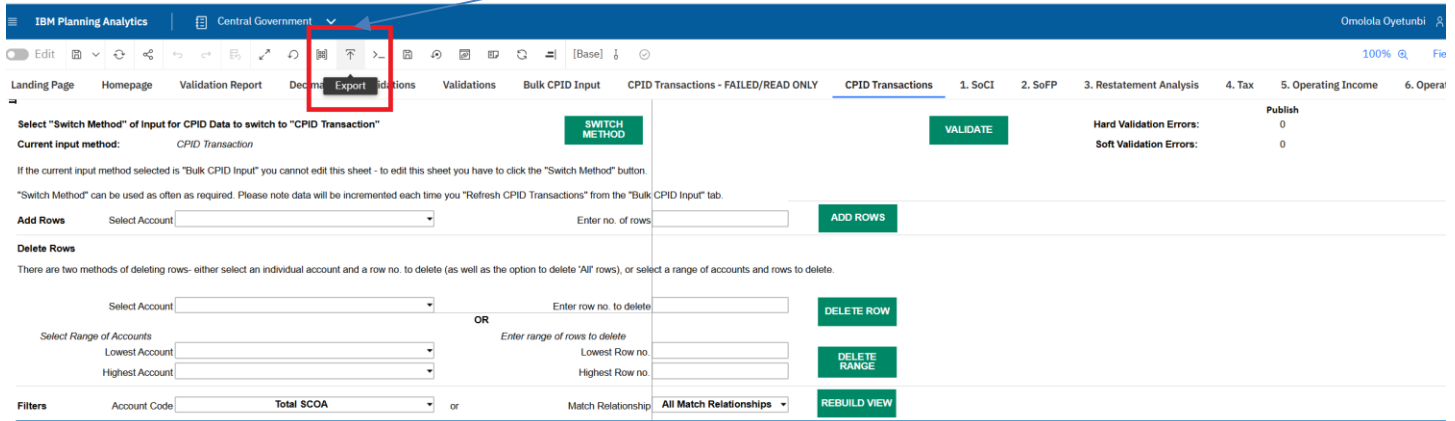 IBM Planning Analytics Central Government Omolola Oyetunbi
Edit [Base] 100% Fie
Export
Landing Page Homepage Validation Report Decima idations Validations Bulk CPID Input CPID Transactions - FAILED/READ ONLY CPID Transactions 1. SoCI 2. SoFP 3. Restatement Analysis 4. Tax 5. Operating Income 6. Operat
Publish
Select "Switch Method" of Input for CPID Data to switch to "CPID Transaction" SWITCH METHOD VALIDATE Hard Validation Errors: 0
Current input method: CPID Transaction Soft Validation Errors: 0
If the current input method selected is "Bulk CPID Input" you cannot edit this sheet - to edit this sheet you have to click the "Switch Method" button.
"Switch Method" can be used as often as required. Please note data will be incremented each time you "Refresh CPID Transactions" from the "Bulk CPID Input" tab.
Add Rows Select Account Enter no. of rows ADD ROWS
Delete Rows
There are two methods of deleting rows- either select an individual account and a row no. to delete (as well as the option to delete 'All' rows), or select a range of accounts and rows to delete.
Select Account Enter row no. to delete DELETE ROW
OR
Select Range of Accounts Enter range of rows to delete
Lowest Account Lowest Row no. DELETE RANGE
Highest Account Highest Row no.
Filters Account Code Total SCOA or Match Relationship All Match Relationships REBUILD VIEW